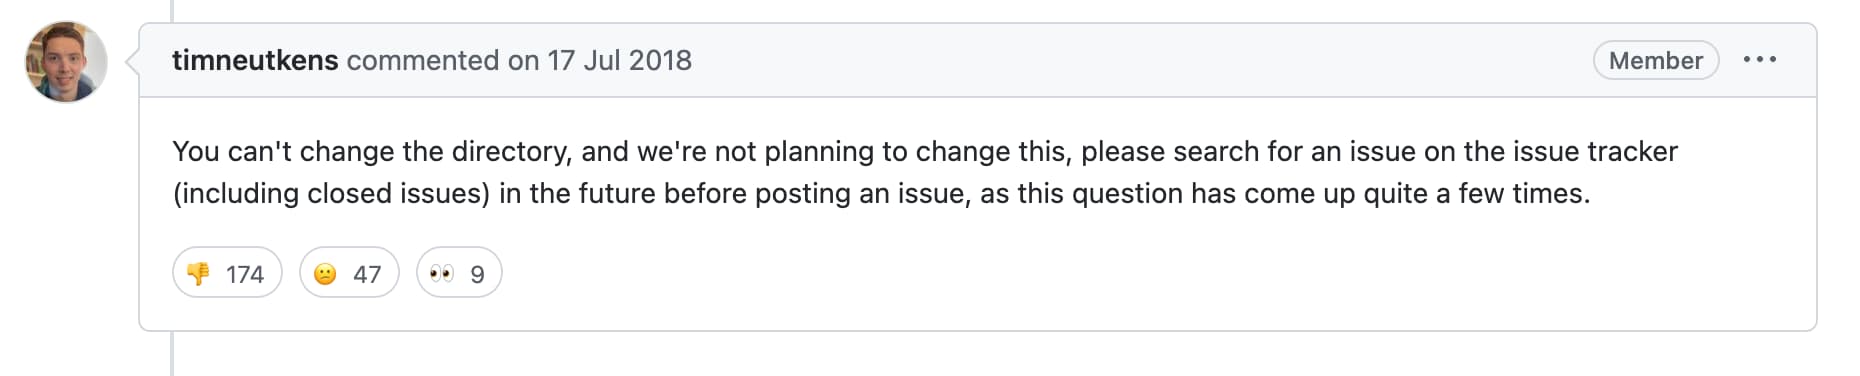 timneutkens commented on 17 Jul 2018 Member
You can't change the directory, and we're not planning to change this, please search for an issue on the issue tracker
(including closed issues) in the future before posting an issue, as this question has come up quite a few times.
👎 174 😕 47 👀 9